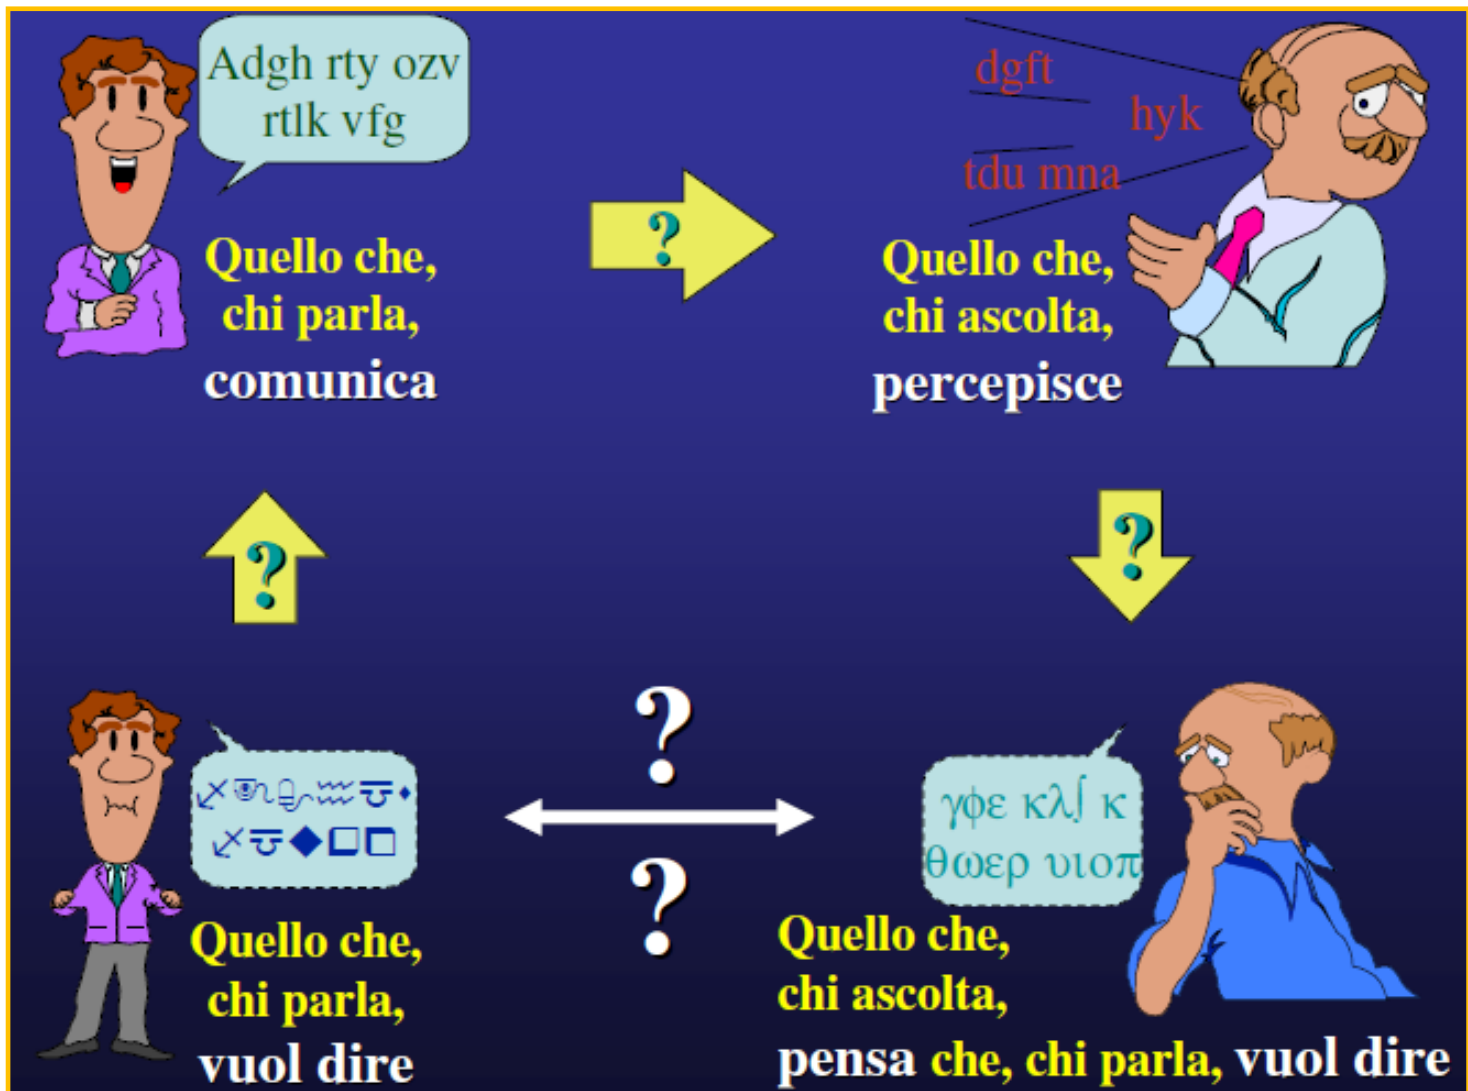 Adgh rty ozv
rtlk vfg
Quello che,
chi parla,
comunica
?
dgft
hyk
tdu mna
Quello che,
chi ascolta,
percepisce
?
?
?
?
Quello che,
chi parla,
vuol dire
γφε κλ∫ κ
θωερ υιοπ
Quello che,
chi ascolta,
pensa che, chi parla, vuol dire
?